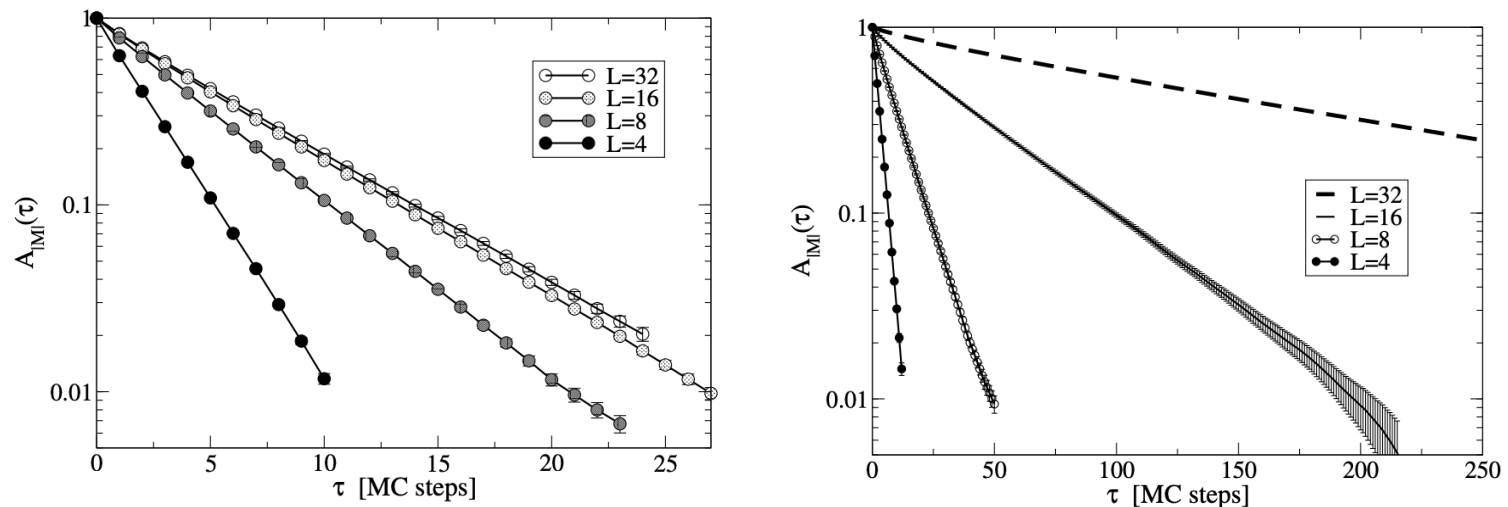 1
0.1
0.01
A|M|(τ)
L=32
L=16
L=8
L=4
0 5 10 15 20 25
τ [MC steps]
1
0.1
0.01
A|M|(τ)
L=32
L=16
L=8
L=4
0 50 100 150 200 250
τ [MC steps]